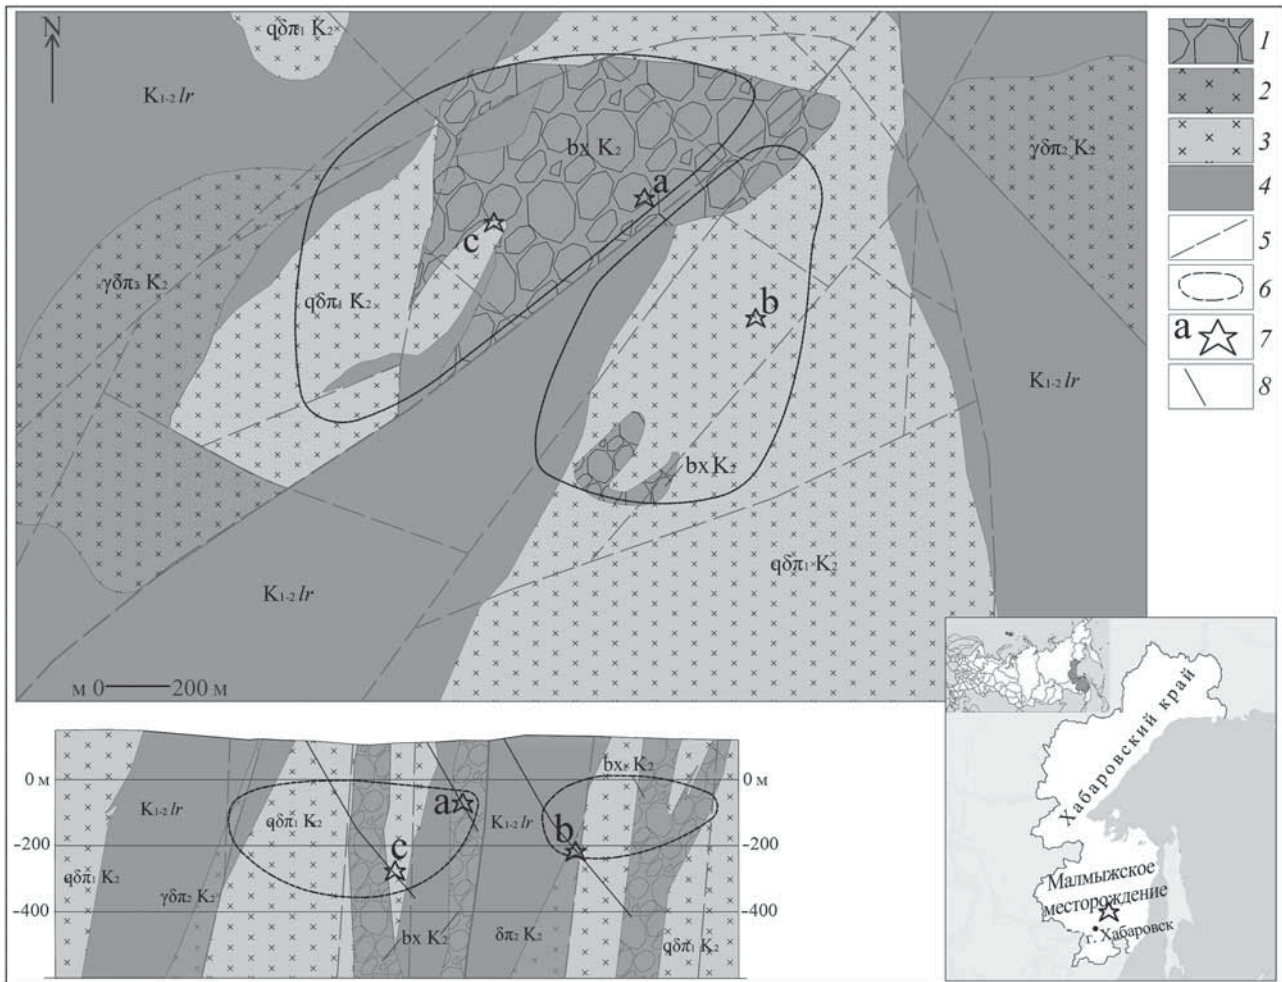 N
qδπ₁ K₂
K₁₋₂ lr
bx K₂
γδπ₂ K₂
a
c
b
γδπ₂ K₂
qδπ₁ K₂
K₁₋₂ lr
bx K₂
qδπ₁ K₂
K₁₋₂ lr
м 0 200 м
1
2
3
4
5
6
a 7
8
0 м
-200
-400
K₁₋₂ lr
qδπ₁ K₂
qδπ₁ K₂
γδπ₂ K₂
a
c
bx K₂
K₁₋₂ lr
b
δπ₂ K₂
bx K₂
qδπ₁ K₂
0 м
-200
-400
Хабаровский край
Малмыжское
месторождение
г. Хабаровск